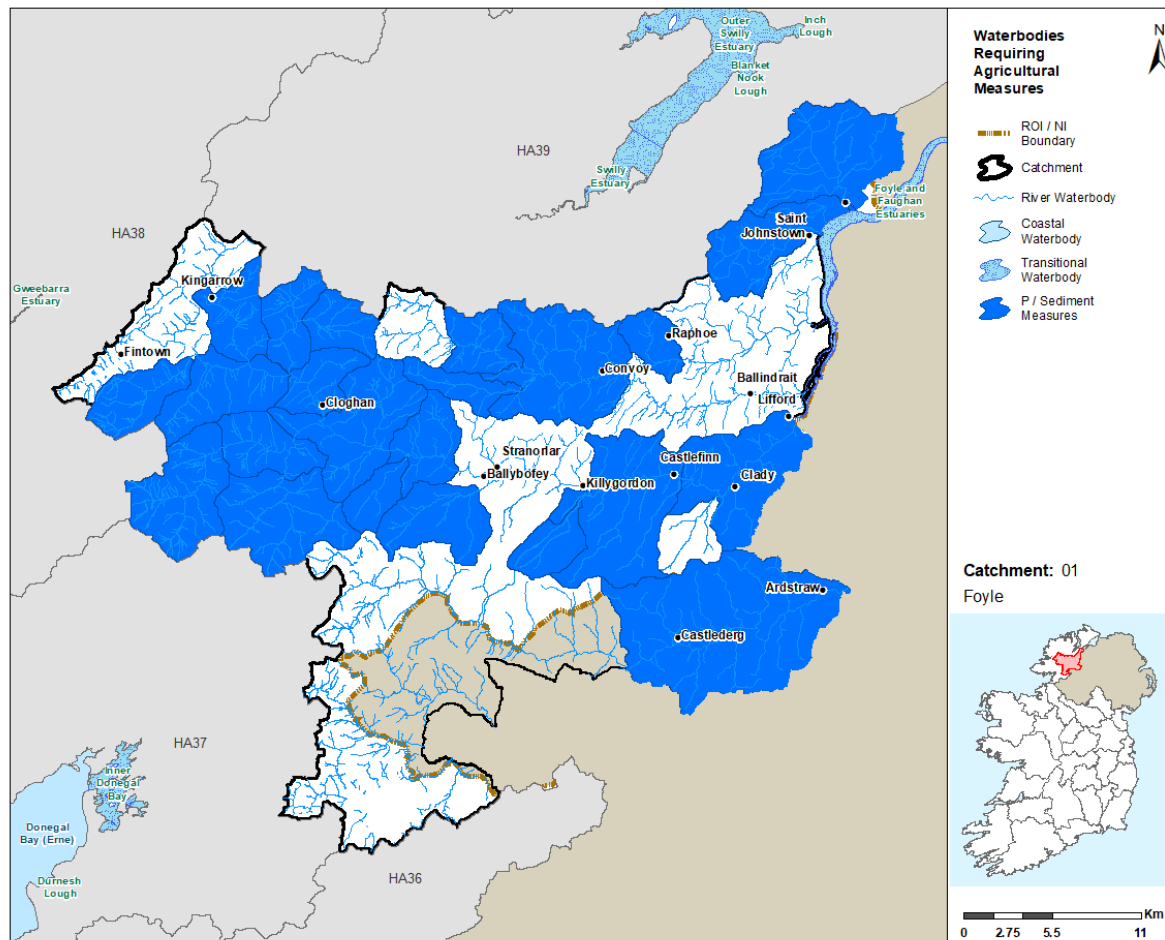 Outer
Swilly
Estuary
Inch
Lough
Blanket
Nook
Lough
HA39
Swilly
Estuary
Foyle and
Faughan
Estuaries
Saint
Johnstown
HA38
Gweebarra
Estuary
Kingarrow
Fintown
Raphoe
Convoy
Ballindrait
Lifford
Cloghan
Stranorlar
Ballybofey
Killygordon
Castlefinn
Clady
Ardstraw
Castlederg
HA37
Inner
Donegal
Bay
Donegal
Bay (Erne)
Durnesh
Lough
HA36
Waterbodies
Requiring
Agricultural
Measures
N
ROI / NI
Boundary
Catchment
River Waterbody
Coastal
Waterbody
Transitional
Waterbody
P / Sediment
Measures
Catchment: 01
Foyle
Km
0 2.75 5.5 11